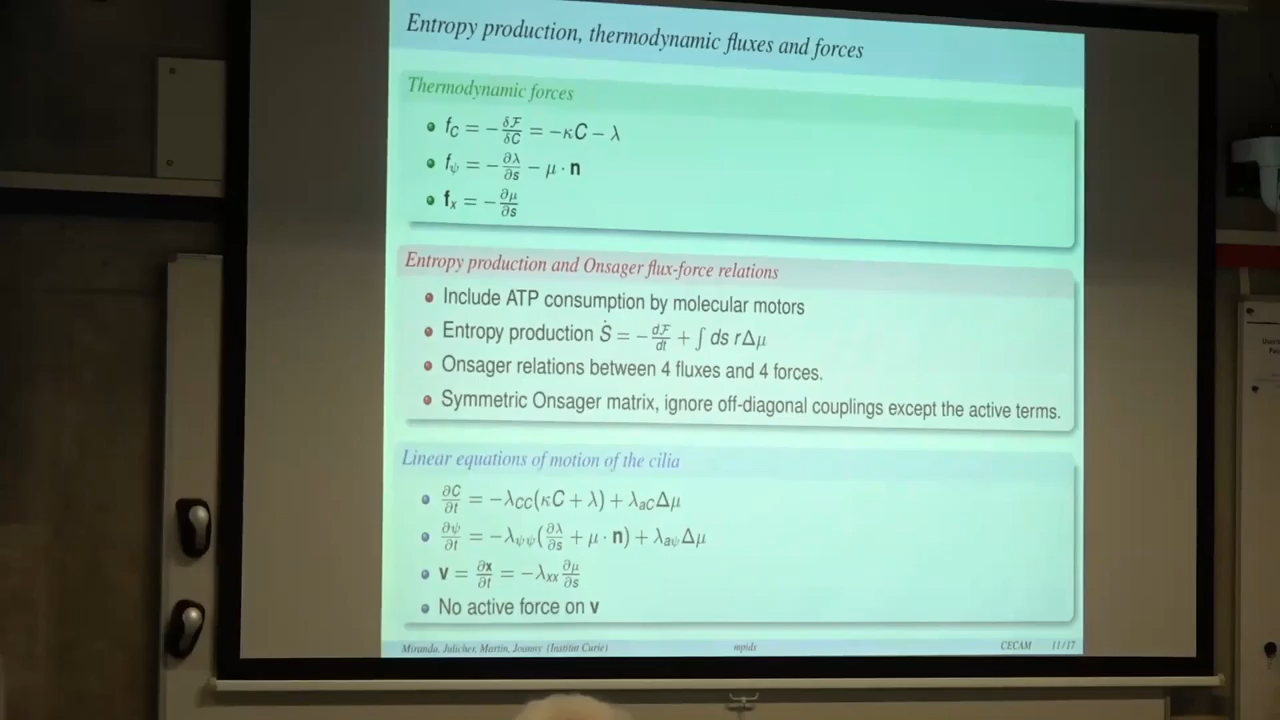 Entropy production, thermodynamic fluxes and forces
Thermodynamic forces
• f_C = −δℱ/δC = −κC − λ
• f_ψ = −∂λ/∂s − μ · n
• f_x = −∂μ/∂s
Entropy production and Onsager flux-force relations
• Include ATP consumption by molecular motors
• Entropy production Ṡ = −dℱ/dt + ∫ ds rΔμ
• Onsager relations between 4 fluxes and 4 forces.
• Symmetric Onsager matrix, ignore off-diagonal couplings except the active terms.
Linear equations of motion of the cilia
• ∂C/∂t = −λ_CC(κC + λ) + λ_aCΔμ
• ∂ψ/∂t = −λ_ψψ(∂λ/∂s + μ · n) + λ_aψΔμ
• v = ∂x/∂t = −λ_xx ∂μ/∂s
• No active force on v
Miranda, Julicher, Martin, Joanny (Institut Curie) mpids CECAM 11/17